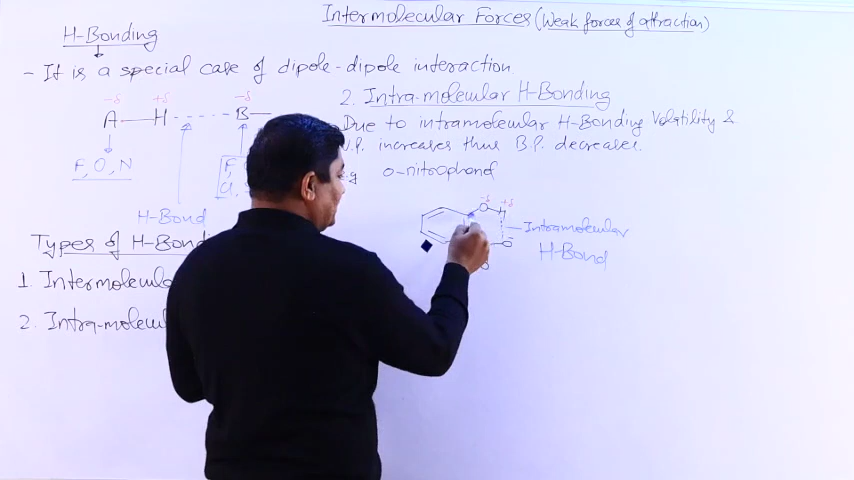 Intermolecular Forces (Weak forces of attraction)
H-Bonding
- It is a special case of dipole-dipole interaction.
-δ +δ -δ
A—H-----B—
F, O, N
H-Bond
Types of H-Bond
1. Intermolecul
2. Intra-molecul
2. Intra-molecular H-Bonding
Due to intramolecular H-Bonding Volatility &
V.P. increases thus B.P. decreases.
o-nitrophenol
-δ +δ
O H
O
Intramolecular
H-Bond